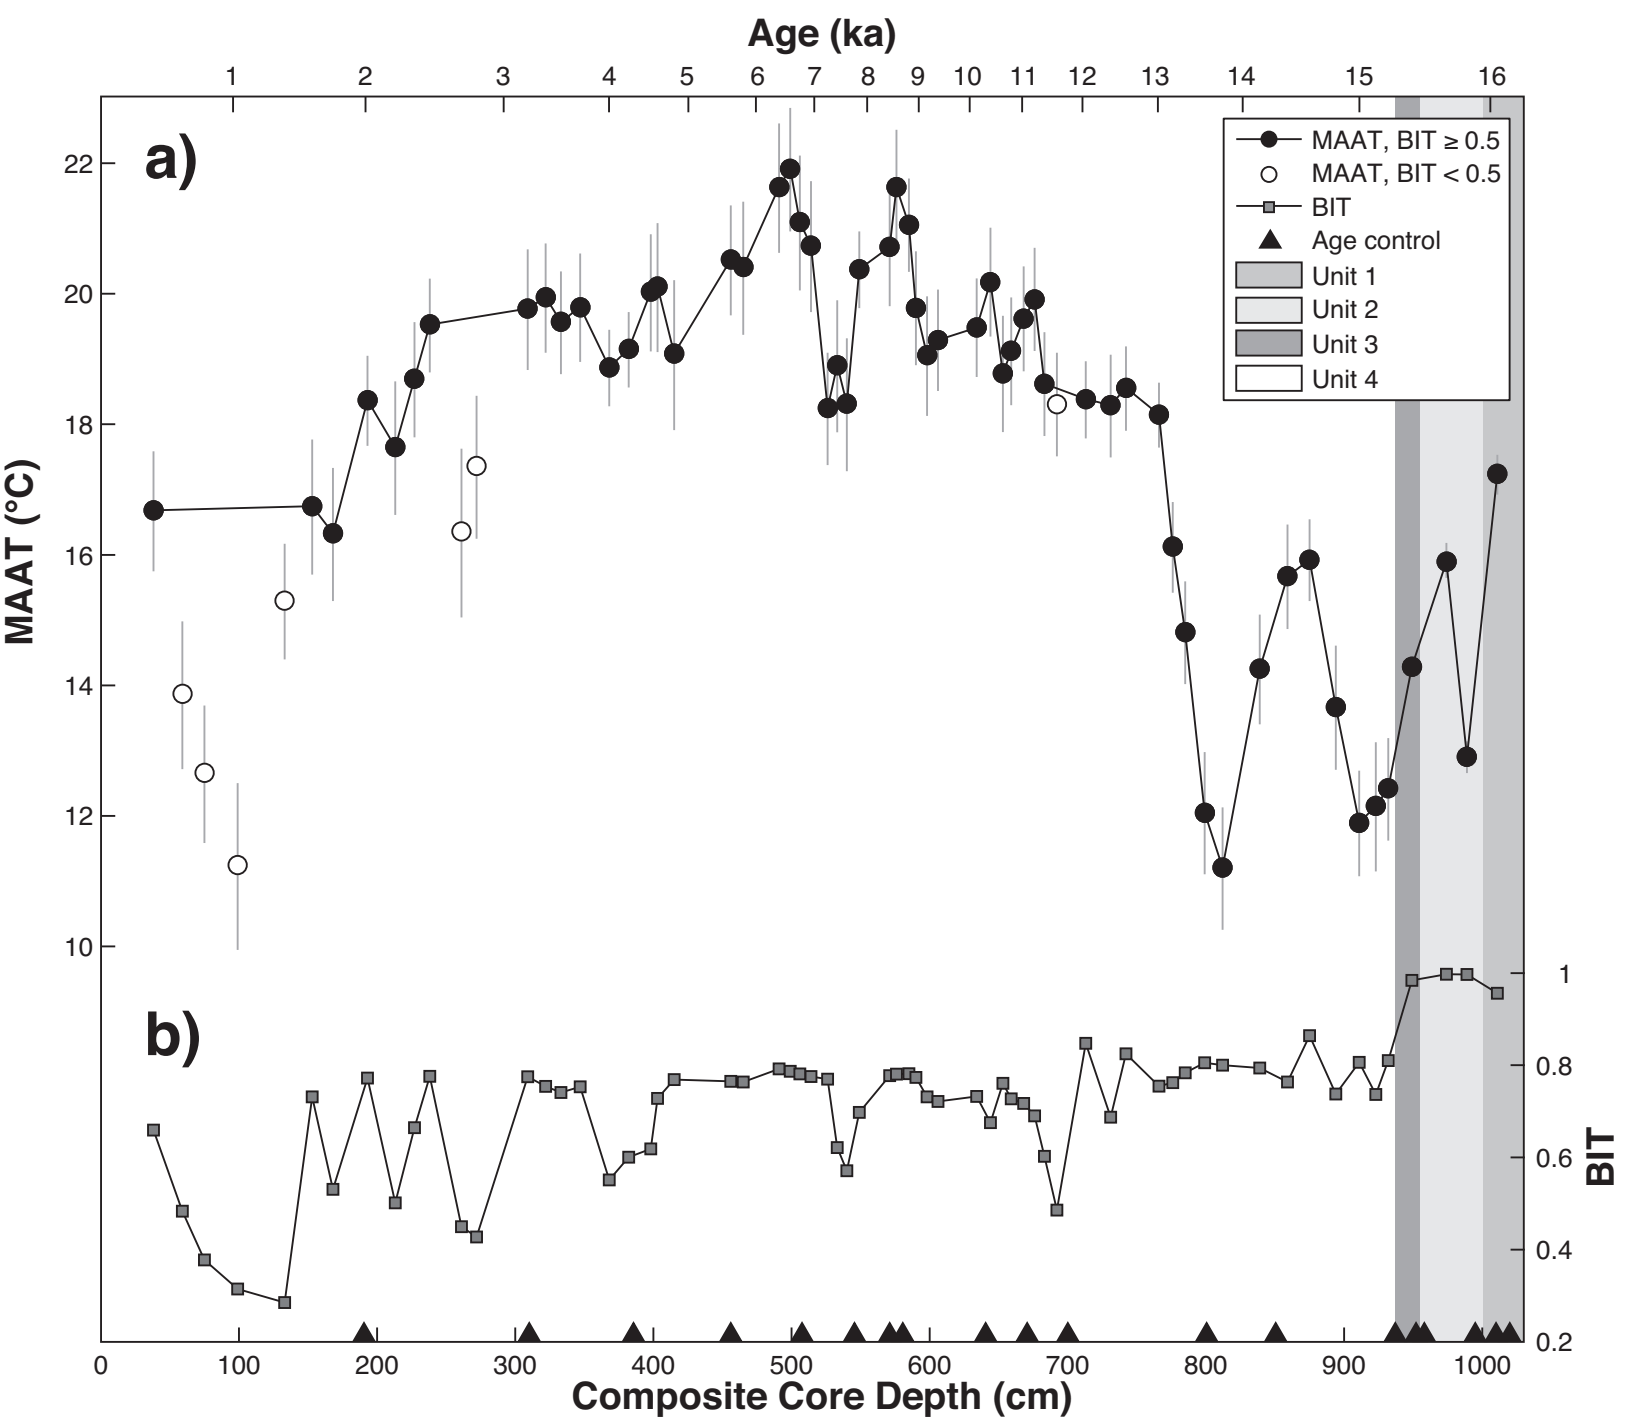 Age (ka)
1 2 3 4 5 6 7 8 9 10 11 12 13 14 15 16
a)
MAAT, BIT ≥ 0.5
MAAT, BIT < 0.5
BIT
Age control
Unit 1
Unit 2
Unit 3
Unit 4
22
20
18
16
14
12
10
MAAT (°C)
b)
1
0.8
0.6
0.4
0.2
BIT
0 100 200 300 400 500 600 700 800 900 1000
Composite Core Depth (cm)